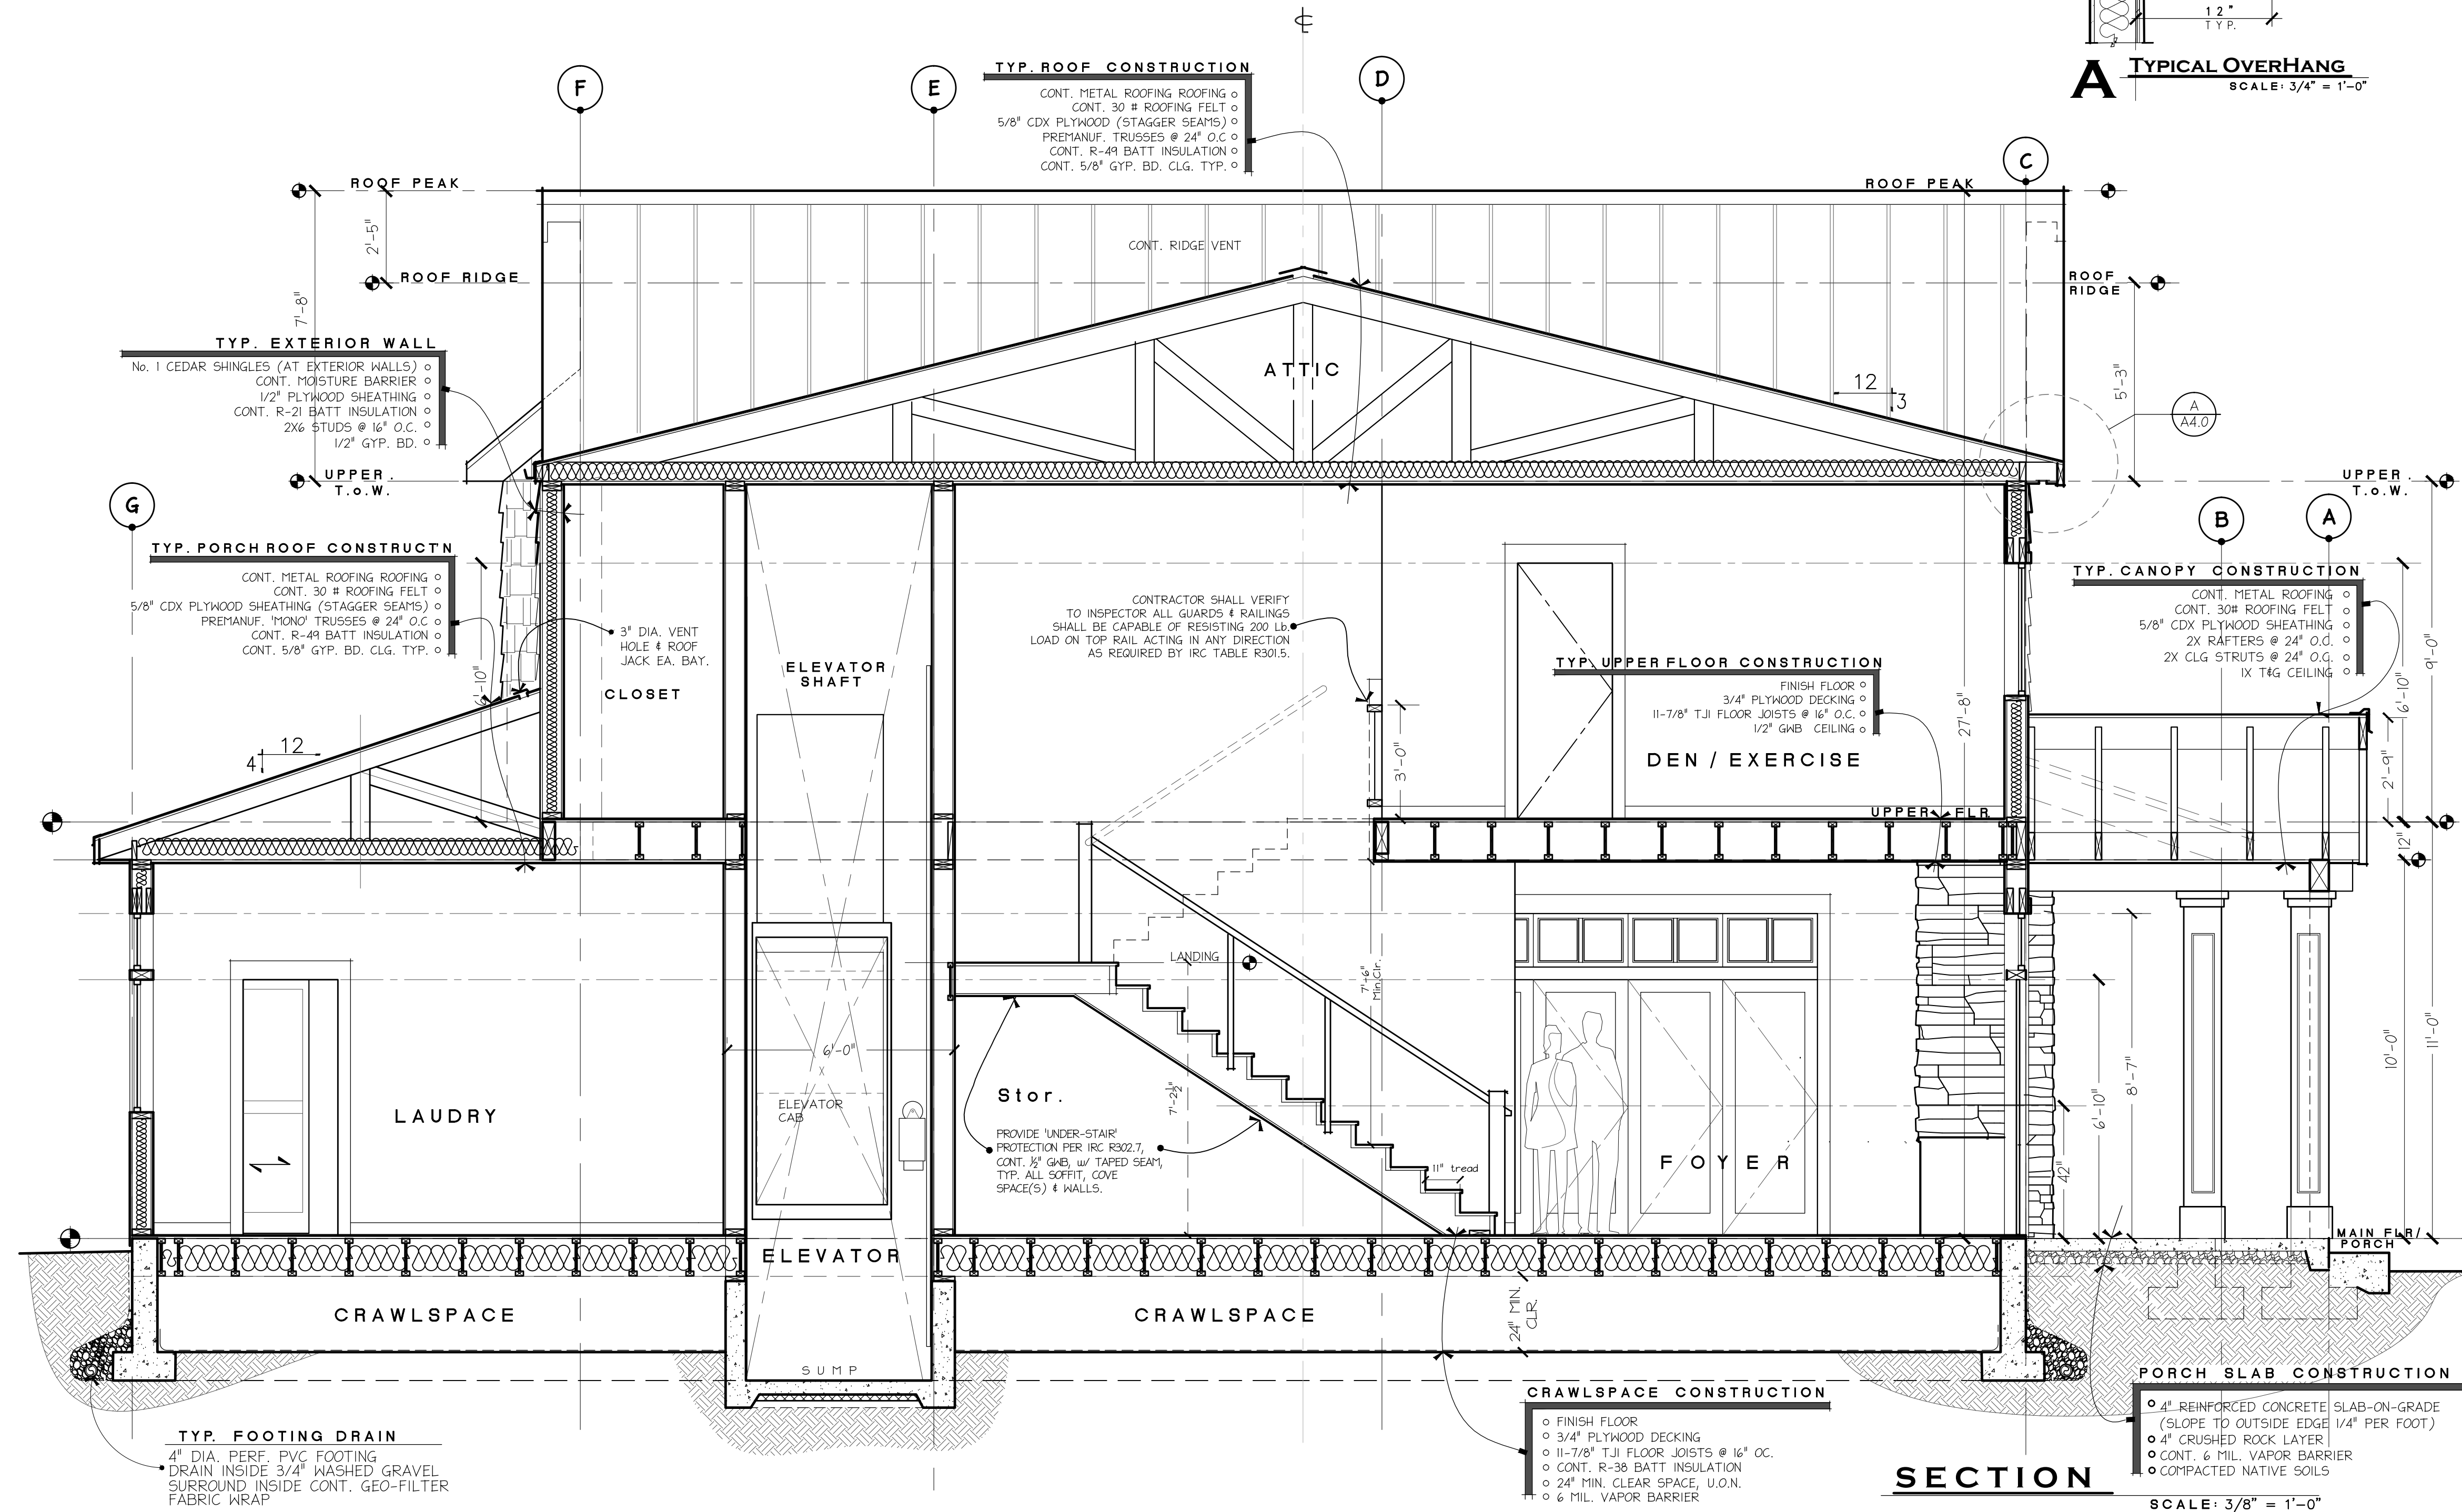 12"
TYP.
A TYPICAL OVERHANG
SCALE: 3/4" = 1'-0"
F
E
D
C
TYP. ROOF CONSTRUCTION
CONT. METAL ROOFING ROOFING
CONT. 30 # ROOFING FELT
5/8" CDX PLYWOOD (STAGGER SEAMS)
PREMANUF. TRUSSES @ 24" O.C
CONT. R-49 BATT INSULATION
CONT. 5/8" GYP. BD. CLG. TYP.
ROOF PEAK
ROOF PEAK
2'-5"
7'-8"
CONT. RIDGE VENT
ROOF RIDGE
ROOF
RIDGE
TYP. EXTERIOR WALL
No. 1 CEDAR SHINGLES (AT EXTERIOR WALLS)
CONT. MOISTURE BARRIER
1/2" PLYWOOD SHEATHING
CONT. R-21 BATT INSULATION
2X6 STUDS @ 16" O.C.
1/2" GYP. BD.
ATTIC
12
3
5'-3"
A
A4.0
UPPER.
T.o.W.
UPPER.
T.o.W.
G
B
A
TYP. PORCH ROOF CONSTRUCT'N
CONT. METAL ROOFING ROOFING
CONT. 30 # ROOFING FELT
5/8" CDX PLYWOOD SHEATHING (STAGGER SEAMS)
PREMANUF. 'MONO' TRUSSES @ 24" O.C
CONT. R-49 BATT INSULATION
CONT. 5/8" GYP. BD. CLG. TYP.
6'-10"
3" DIA. VENT
HOLE & ROOF
JACK EA. BAY.
CLOSET
ELEVATOR
SHAFT
CONTRACTOR SHALL VERIFY
TO INSPECTOR ALL GUARDS & RAILINGS
SHALL BE CAPABLE OF RESISTING 200 Lb.
LOAD ON TOP RAIL ACTING IN ANY DIRECTION
AS REQUIRED BY IRC TABLE R301.5.
TYP. UPPER FLOOR CONSTRUCTION
FINISH FLOOR
3/4" PLYWOOD DECKING
11-7/8" TJI FLOOR JOISTS @ 16" O.C.
1/2" GWB CEILING
TYP. CANOPY CONSTRUCTION
CONT. METAL ROOFING
CONT. 30# ROOFING FELT
5/8" CDX PLYWOOD SHEATHING
2X RAFTERS @ 24" O.C.
2X CLG STRUTS @ 24" O.C.
1X T&G CEILING
9'-0"
6'-10"
27'-8"
3'-0"
2'-9"
12"
DEN / EXERCISE
UPPER FLR
12
4
LANDING
7'-6"
Min.Clr.
6'-0"
LAUDRY
ELEVATOR
CAB
Stor.
7'-2½"
PROVIDE 'UNDER-STAIR'
PROTECTION PER IRC R302.7,
CONT. ½" GWB, w/ TAPED SEAM,
TYP. ALL SOFFIT, COVE
SPACE(S) & WALLS.
11" tread
FOYER
42"
6'-10"
8'-7"
10'-0"
11'-0"
MAIN FLR/
PORCH
ELEVATOR
CRAWLSPACE
CRAWLSPACE
24" MIN.
CLR.
SUMP
TYP. FOOTING DRAIN
4" DIA. PERF. PVC FOOTING
DRAIN INSIDE 3/4" WASHED GRAVEL
SURROUND INSIDE CONT. GEO-FILTER
FABRIC WRAP
CRAWLSPACE CONSTRUCTION
FINISH FLOOR
3/4" PLYWOOD DECKING
11-7/8" TJI FLOOR JOISTS @ 16" OC.
CONT. R-38 BATT INSULATION
24" MIN. CLEAR SPACE, U.O.N.
6 MIL. VAPOR BARRIER
PORCH SLAB CONSTRUCTION
4" REINFORCED CONCRETE SLAB-ON-GRADE
(SLOPE TO OUTSIDE EDGE 1/4" PER FOOT)
4" CRUSHED ROCK LAYER
CONT. 6 MIL. VAPOR BARRIER
COMPACTED NATIVE SOILS
SECTION
SCALE: 3/8" = 1'-0"